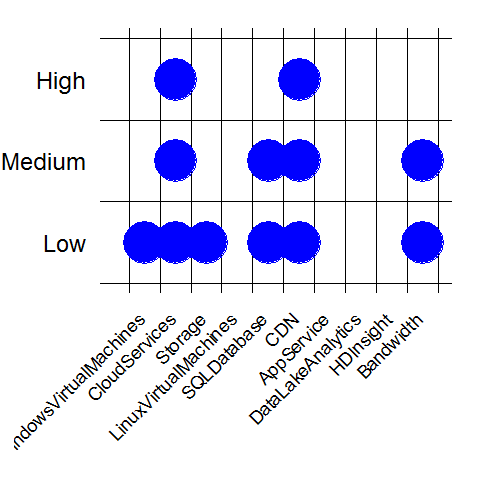 High
Medium
Low
ndowsVirtualMachines
CloudServices
Storage
LinuxVirtualMachines
SQLDatabase
CDN
AppService
DataLakeAnalytics
HDInsight
Bandwidth